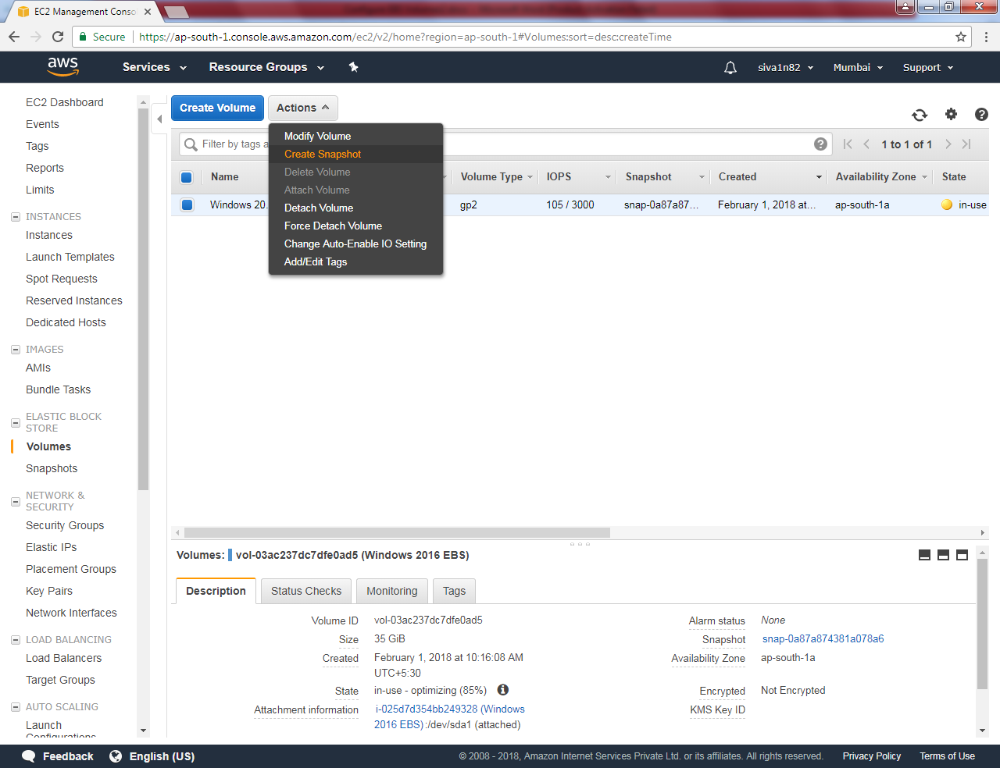 EC2 Management Conso
Secure
https://ap-south-1.console.aws.amazon.com/ec2/v2/home?region=ap-south-1#Volumes:sort=desc:createTime
aws
Services
Resource Groups
siva1n82
Mumbai
Support
EC2 Dashboard
Events
Tags
Reports
Limits
INSTANCES
Instances
Launch Templates
Spot Requests
Reserved Instances
Dedicated Hosts
IMAGES
AMIs
Bundle Tasks
ELASTIC BLOCK
STORE
Volumes
Snapshots
NETWORK &
SECURITY
Security Groups
Elastic IPs
Placement Groups
Key Pairs
Network Interfaces
LOAD BALANCING
Load Balancers
Target Groups
AUTO SCALING
Launch
Configurations
Create Volume
Actions
Filter by tags a
1 to 1 of 1
Modify Volume
Create Snapshot
Delete Volume
Attach Volume
Detach Volume
Force Detach Volume
Change Auto-Enable IO Setting
Add/Edit Tags
Name
Volume Type
IOPS
Snapshot
Created
Availability Zone
State
Windows 20.
gp2
105 / 3000
snap-0a87a87…
February 1, 2018 at…
ap-south-1a
in-use
Volumes: vol-03ac237dc7dfe0ad5 (Windows 2016 EBS)
Description
Status Checks
Monitoring
Tags
Volume ID vol-03ac237dc7dfe0ad5
Size 35 GiB
Created February 1, 2018 at 10:16:08 AM
UTC+5:30
State in-use - optimizing (85%)
Attachment information i-025d7d354bb249328 (Windows
2016 EBS):/dev/sda1 (attached)
Alarm status None
Snapshot snap-0a87a874381a078a6
Availability Zone ap-south-1a
Encrypted Not Encrypted
KMS Key ID
Feedback
English (US)
© 2008 - 2018, Amazon Internet Services Private Ltd. or its affiliates. All rights reserved.
Privacy Policy
Terms of Use